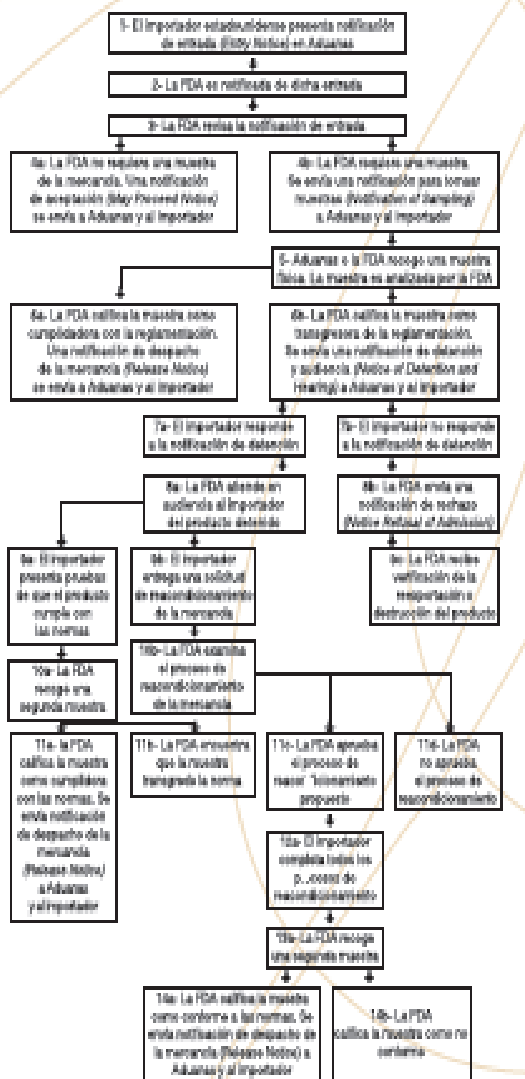 1- El importador estadounidense presenta notificación
de entrada (Entry Notice) en Aduanas
2- La FDA es notificada de dicha entrada
3- La FDA revisa la notificación de entrada
4a- La FDA no requiere una muestra
de la mercancía. Una notificación
de aceptación (May Proceed Notice)
se envía a Aduanas y al importador
4b- La FDA requiere una muestra.
Se envía una notificación para tomar
muestras (Notification of Sampling)
a Aduanas y al importador
5- Aduanas o la FDA recoge una muestra
física. La muestra es analizada por la FDA
6a- La FDA califica la muestra como
cumplidadora con la reglamentación.
Una notificación de despacho
de la mercancía (Release Notice)
se envía a Aduanas y al importador
6b- La FDA califica la muestra como
transgresora de la reglamentación.
Se envía una notificación de detención
y audiencia (Notice of Detention and
Hearing) a Aduanas y al importador
7a- El importador responde
a la notificación de detención
7b- El importador no responde
a la notificación de detención
8a- La FDA atiende en
audiencia al importador
del producto detenido
8b- La FDA envía una
notificación de rechazo
(Notice Refusal of Admission)
9a- El importador
presenta pruebas
de que el producto
cumple con
las normas
9b- El importador
entrega una solicitud
de reacondicionamiento
de la mercancía
9c- La FDA recibe
verificación de la
reexportación o
destrucción del producto
10a- La FDA
recoge una
segunda muestra
10b- La FDA examina
el proceso de
reacondicionamiento
de la mercancía
11a- la FDA
califica la muestra
como cumplidora
con las normas. Se
envía notificación
de despacho de la
mercancía
(Release Notice)
a Aduanas
y al importador
11b- La FDA encuentra
que la muestra
transgrede la norma
11c- La FDA aprueba
el proceso de
propuesto
11d- La FDA
no aprueba
el proceso de
reacondicionamiento
12a- El importador
completa todos los
de
reacondicionamiento
13a- La FDA recoge
una segunda muestra
14a- La FDA califica la muestra
como conforme a las normas. Se
envía notificación de despacho de
la mercancía (Release Notice) a
Aduanas y al importador
14b- La FDA
califica la muestra como no
conforme